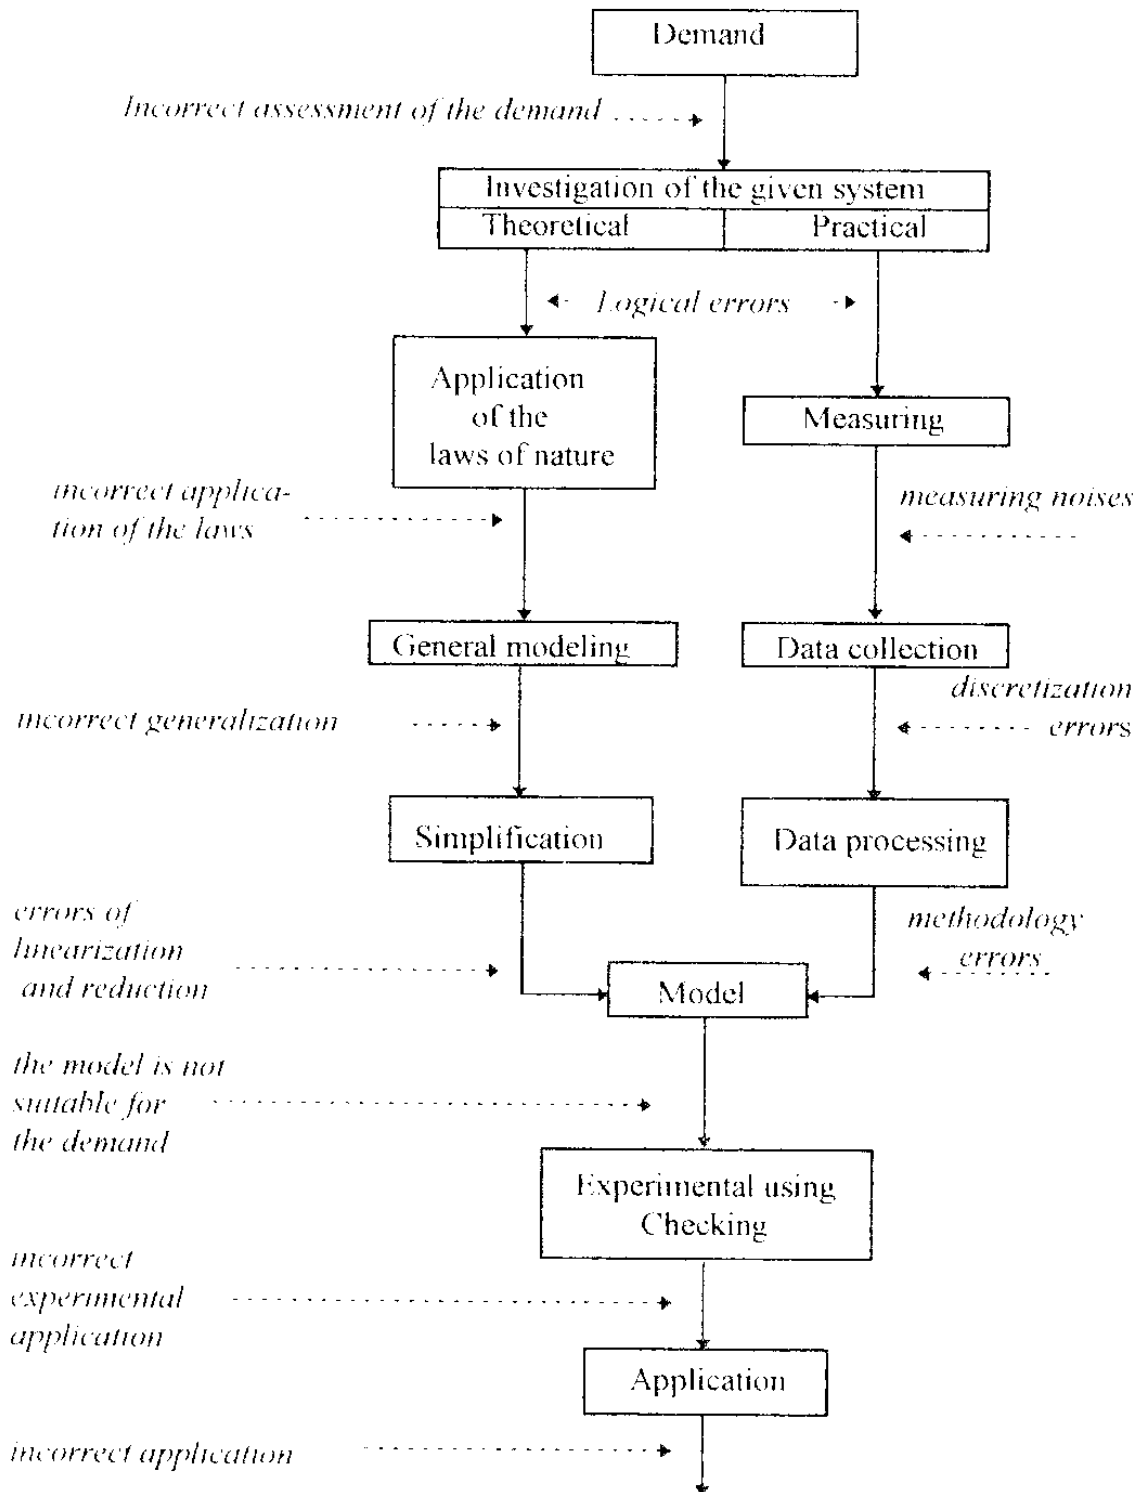 Demand
Incorrect assessment of the demand
Investigation of the given system
Theoretical
Practical
Logical errors
Application
of the
laws of nature
Measuring
incorrect applica-
tion of the laws
measuring noises
General modeling
Data collection
incorrect generalization
discretization
errors
Simplification
Data processing
errors of
linearization
and reduction
methodology
errors
Model
the model is not
suitable for
the demand
Experimental using
Checking
incorrect
experimental
application
Application
incorrect application